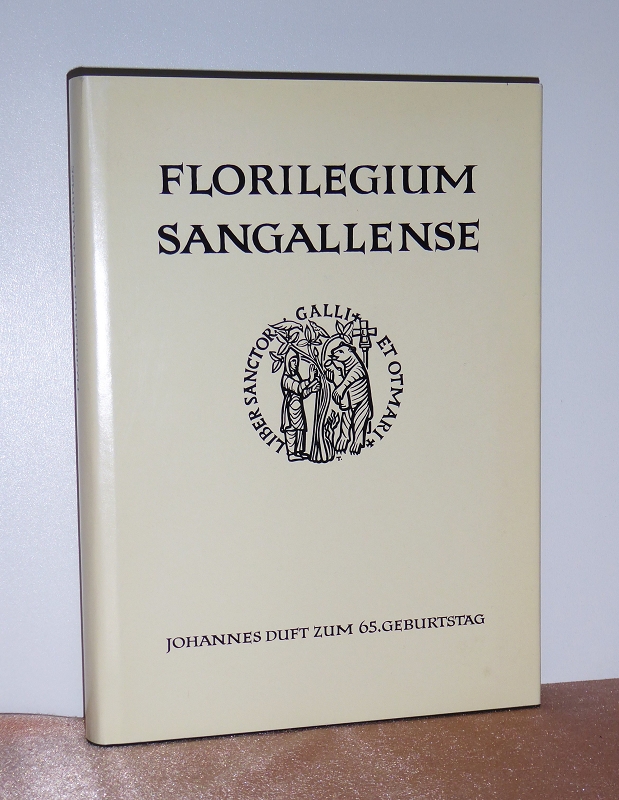 FLORILEGIUM
SANGALLENSE
LIBER SANCTOR GALLI ET OTMARI
JOHANNES DUFT ZUM 65.GEBURTSTAG